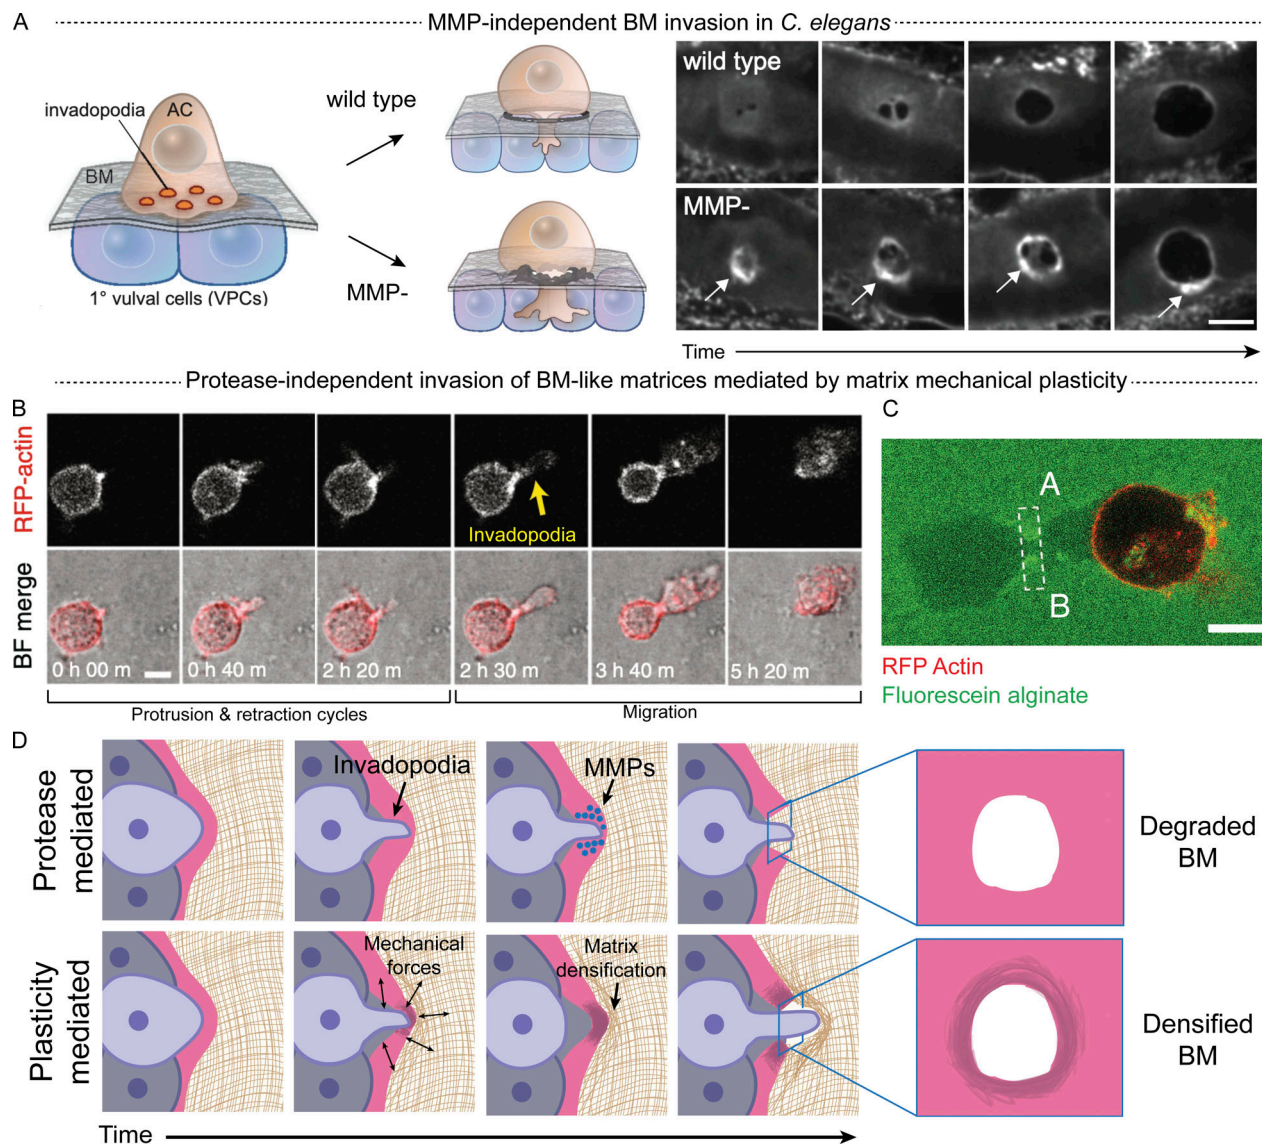 A
MMP-independent BM invasion in C. elegans
invadopodia
AC
BM
1° vulval cells (VPCs)
wild type
MMP-
wild type
MMP-
Time
Protease-independent invasion of BM-like matrices mediated by matrix mechanical plasticity
B
RFP-actin
Invadopodia
BF merge
0 h 00 m
0 h 40 m
2 h 20 m
2 h 30 m
3 h 40 m
5 h 20 m
Protrusion & retraction cycles
Migration
C
A
B
RFP Actin
Fluorescein alginate
D
Protease
mediated
Invadopodia
MMPs
Degraded
BM
Plasticity
mediated
Mechanical
forces
Matrix
densification
Densified
BM
Time